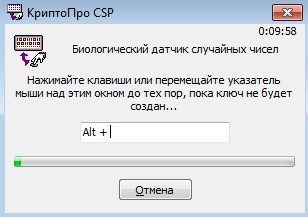 КриптоПро CSP
0:09:58
Биологический датчик случайных чисел
Нажимайте клавиши или перемещайте указатель
мыши над этим окном до тех пор, пока ключ не будет
создан...
Alt +
Отмена